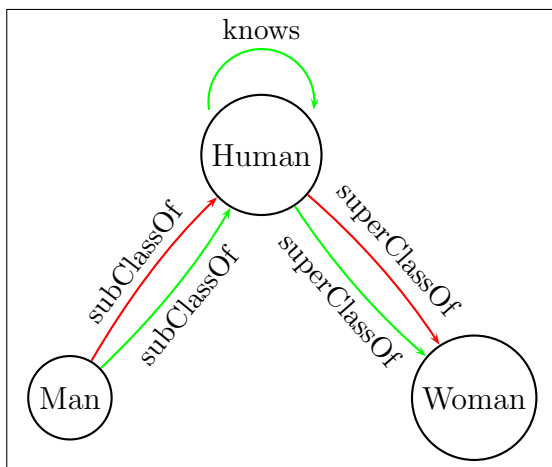 knows
Human
subClassOf
subClassOf
superClassOf
superClassOf
Man
Woman